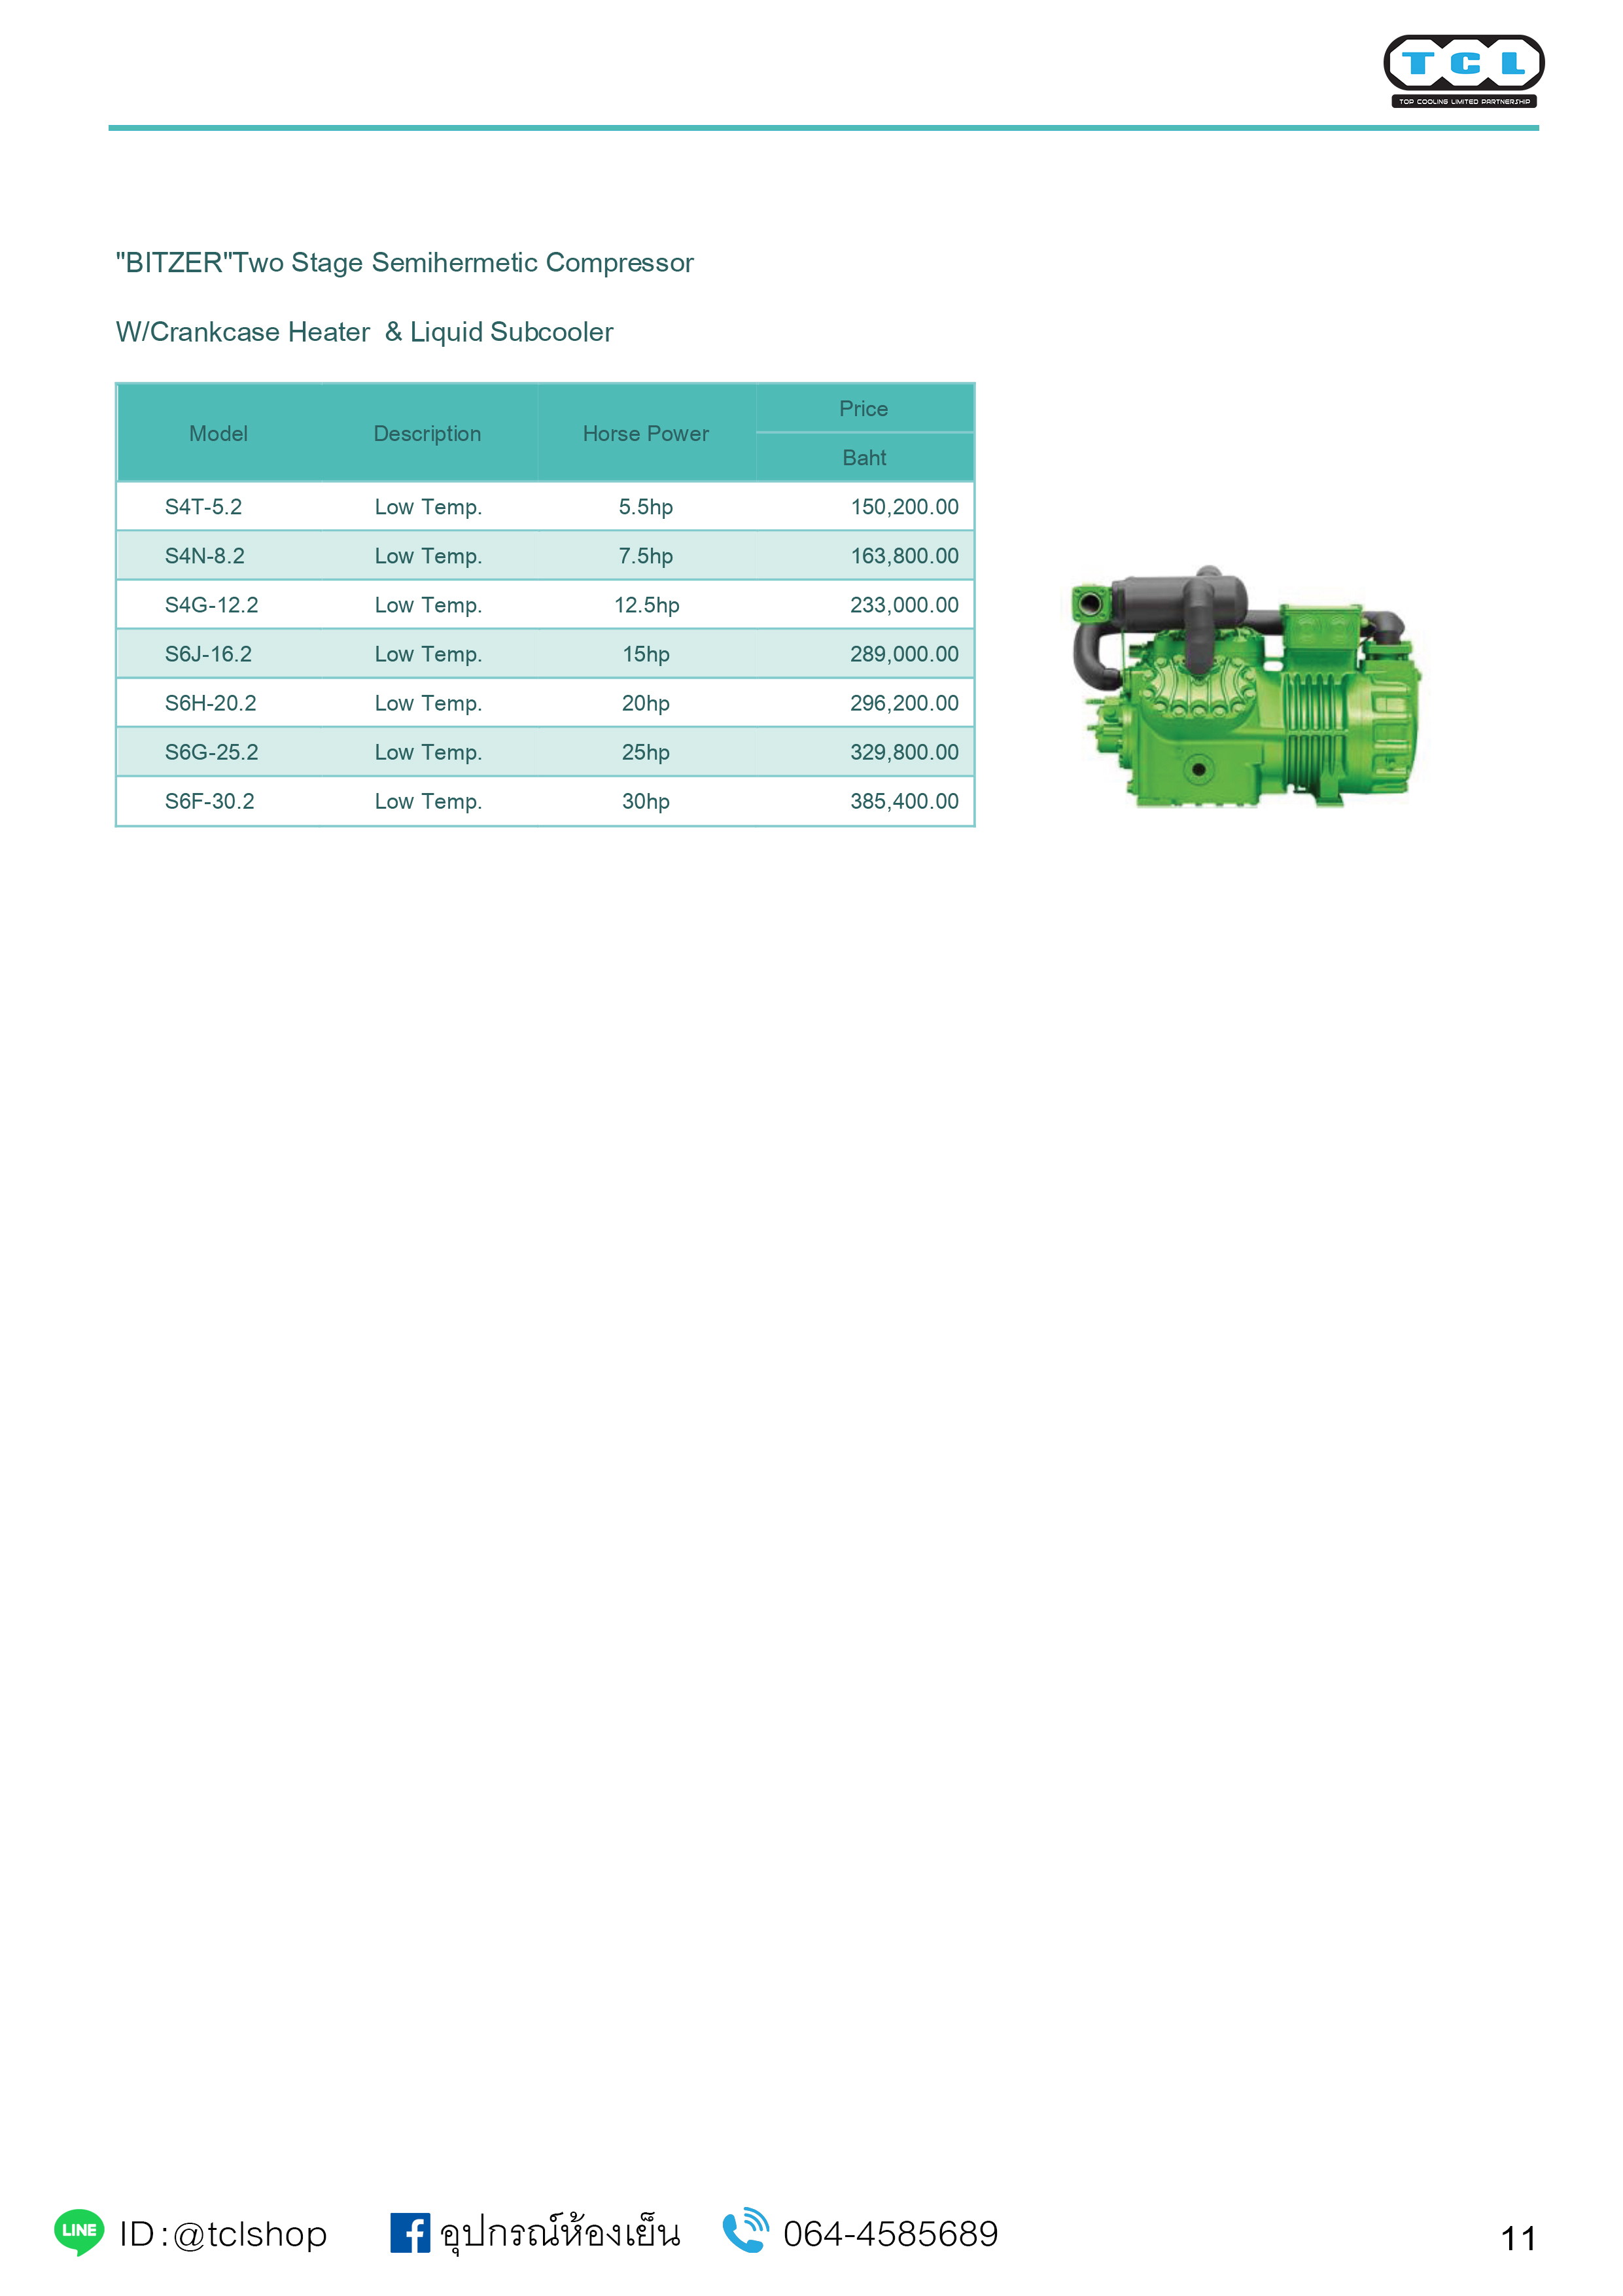 TCL
TOP COOLING LIMITED PARTNERSHIP
"BITZER"Two Stage Semihermetic Compressor
W/Crankcase Heater & Liquid Subcooler
Model Description Horse Power Price
Baht
S4T-5.2 Low Temp. 5.5hp 150,200.00
S4N-8.2 Low Temp. 7.5hp 163,800.00
S4G-12.2 Low Temp. 12.5hp 233,000.00
S6J-16.2 Low Temp. 15hp 289,000.00
S6H-20.2 Low Temp. 20hp 296,200.00
S6G-25.2 Low Temp. 25hp 329,800.00
S6F-30.2 Low Temp. 30hp 385,400.00
LINE ID:@tclshop f อุปกรณ์ห้องเย็น 064-4585689 11